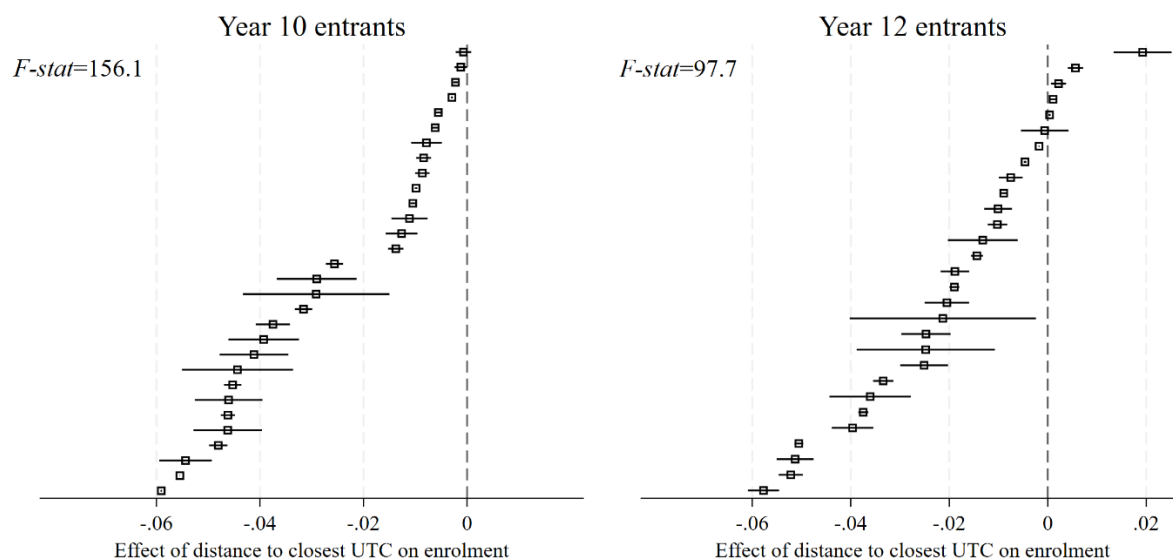 Year 10 entrants
F-stat=156.1
-.06 -.04 -.02 0
Effect of distance to closest UTC on enrolment
Year 12 entrants
F-stat=97.7
-.06 -.04 -.02 0 .02
Effect of distance to closest UTC on enrolment